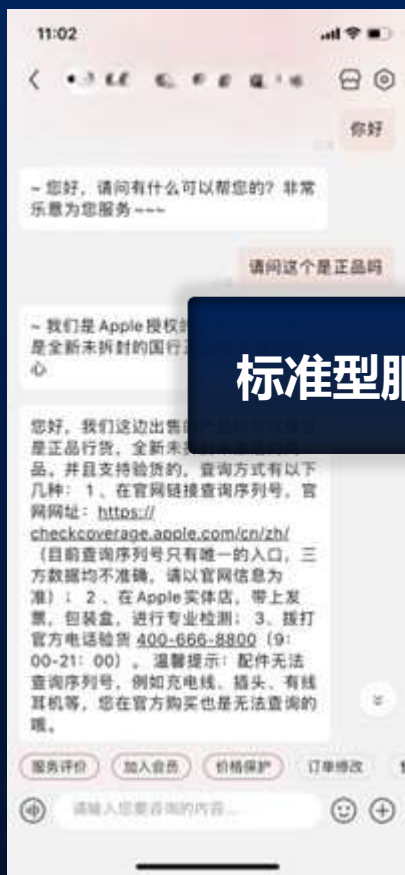 11:02
你好
~ 您好，请问有什么可以帮您的？非常
乐意为您服务~~~
请问这个是正品吗
~ 我们是 Apple 授权的
是全新未拆封的国行
心
标准型服
您好，我们这边出售
是正品行货，全新未
品，并且支持验货的，查询方式有以下
几种：1、在官网链接查询序列号，官
网网址：https://
checkcoverage.apple.com/cn/zh/
（目前查询序列号只有唯一的入口，三
方数据均不准确，请以官网信息为
准）；2、在Apple实体店，带上发
票，包装盒，进行专业检测；3、拨打
官方电话验货 400-666-8800（9：
00-21：00）。温馨提示：配件无法
查询序列号，例如充电线、插头、有线
耳机等，您在官方购买也是无法查询的
哦。
服务评价 加入会员 价格保护 订单修改
请输入您要咨询的内容...